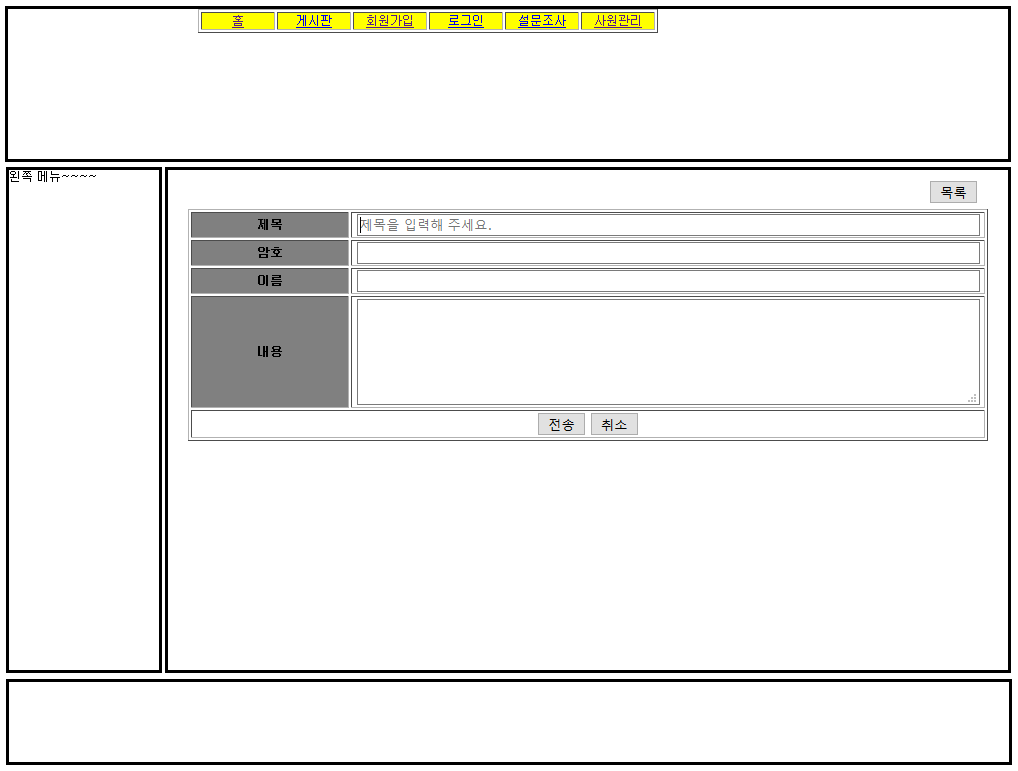 홈 게시판 회원가입 로그인 설문조사 사원관리
왼쪽 메뉴~~~~
목록
제목 제목을 입력해 주세요.
암호
이름
내용
전송 취소